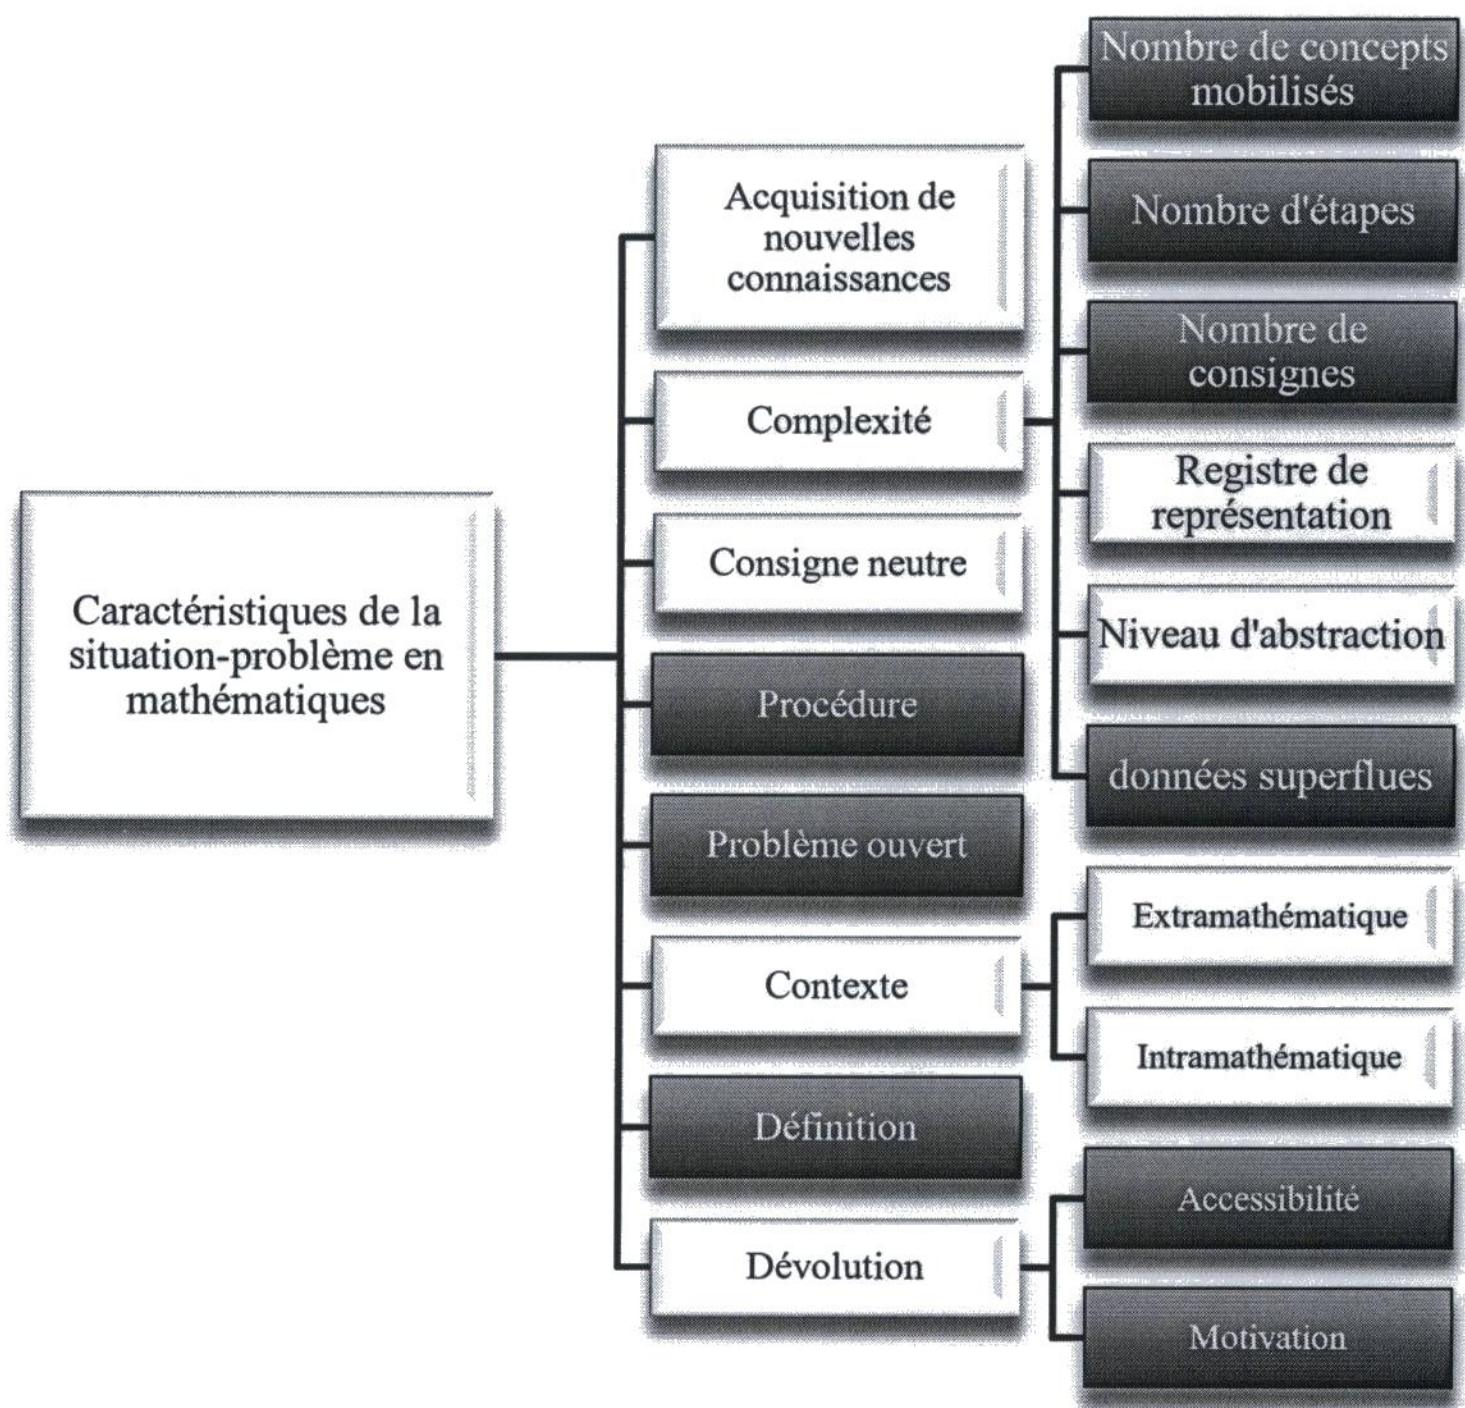 Caractéristiques de la
situation-problème en
mathématiques
Acquisition de
nouvelles
connaissances
Complexité
Nombre de concepts
mobilisés
Nombre d'étapes
Nombre de
consignes
Registre de
représentation
Niveau d'abstraction
données superflues
Consigne neutre
Procédure
Problème ouvert
Contexte
Extramathématique
Intramathématique
Définition
Dévolution
Accessibilité
Motivation